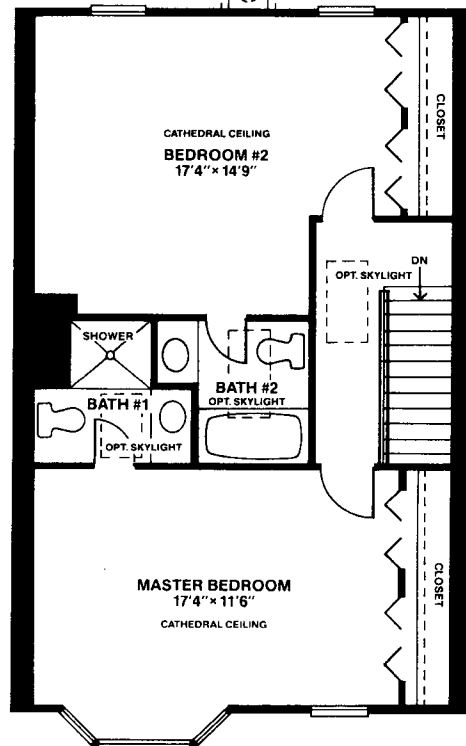 CLOSET
CATHEDRAL CEILING
BEDROOM #2
17'4" × 14'9"
DN
OPT. SKYLIGHT
SHOWER
BATH #2
OPT. SKYLIGHT
BATH #1
OPT. SKYLIGHT
MASTER BEDROOM
17'4" × 11'6"
CATHEDRAL CEILING
CLOSET